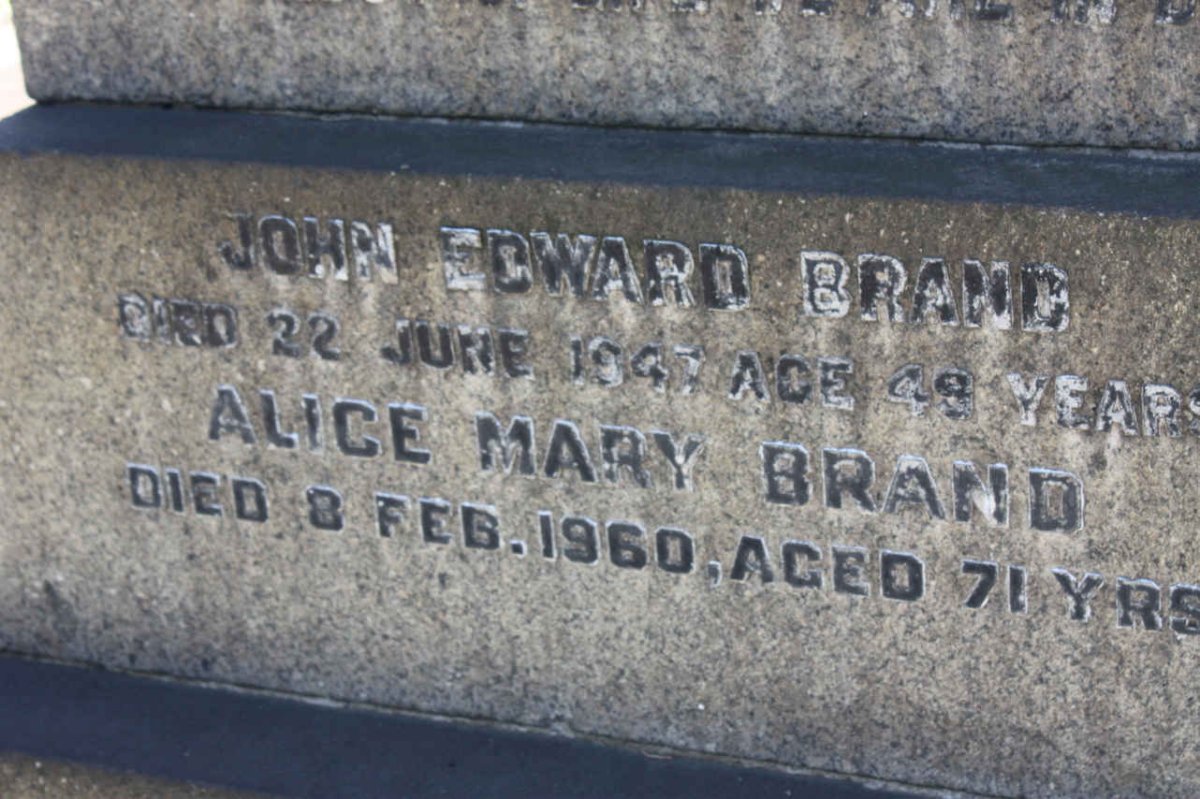 JOHN EDWARD BRAND
DIED 22 JUNE 1947 AGE 49 YEARS
ALICE MARY BRAND
DIED 8 FEB. 1960, AGED 71 YRS